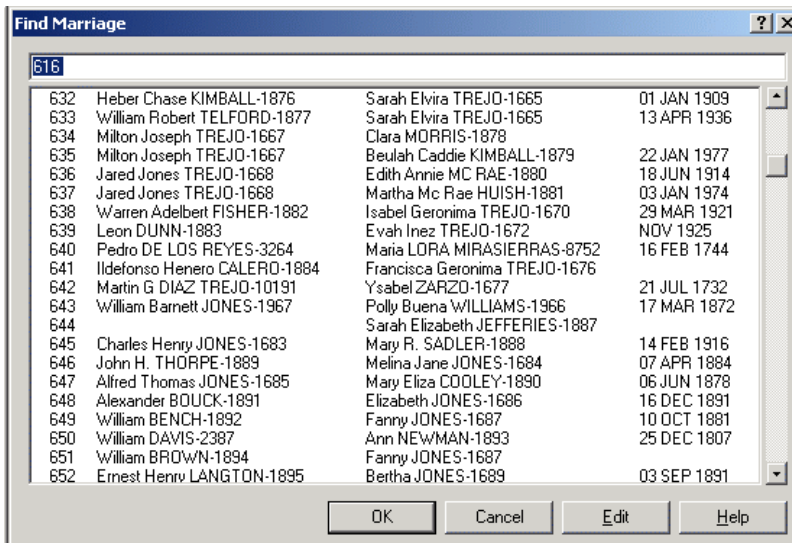 Find Marriage
616
632 Heber Chase KIMBALL-1876 Sarah Elvira TREJO-1665 01 JAN 1909
633 William Robert TELFORD-1877 Sarah Elvira TREJO-1665 13 APR 1936
634 Milton Joseph TREJO-1667 Clara MORRIS-1878
635 Milton Joseph TREJO-1667 Beulah Caddie KIMBALL-1879 22 JAN 1977
636 Jared Jones TREJO-1668 Edith Annie MC RAE-1880 18 JUN 1914
637 Jared Jones TREJO-1668 Martha Mc Rae HUISH-1881 03 JAN 1974
638 Warren Adelbert FISHER-1882 Isabel Geronima TREJO-1670 29 MAR 1921
639 Leon DUNN-1883 Evah Inez TREJO-1672 NOV 1925
640 Pedro DE LOS REYES-3264 Maria LORA MIRASIERRAS-8752 16 FEB 1744
641 Ildefonso Henero CALERO-1884 Francisca Geronima TREJO-1676
642 Martin G DIAZ TREJO-10191 Ysabel ZARZO-1677 21 JUL 1732
643 William Barnett JONES-1967 Polly Buena WILLIAMS-1966 17 MAR 1872
644 Sarah Elizabeth JEFFERIES-1887
645 Charles Henry JONES-1683 Mary R. SADLER-1888 14 FEB 1916
646 John H. THORPE-1889 Melina Jane JONES-1684 07 APR 1884
647 Alfred Thomas JONES-1685 Mary Eliza COOLEY-1890 06 JUN 1878
648 Alexander BOUCK-1891 Elizabeth JONES-1686 16 DEC 1891
649 William BENCH-1892 Fanny JONES-1687 10 OCT 1881
650 William DAVIS-2387 Ann NEWMAN-1893 25 DEC 1807
651 William BROWN-1894 Fanny JONES-1687
652 Ernest Henry LANGTON-1895 Bertha JONES-1689 03 SEP 1891
OK Cancel Edit Help